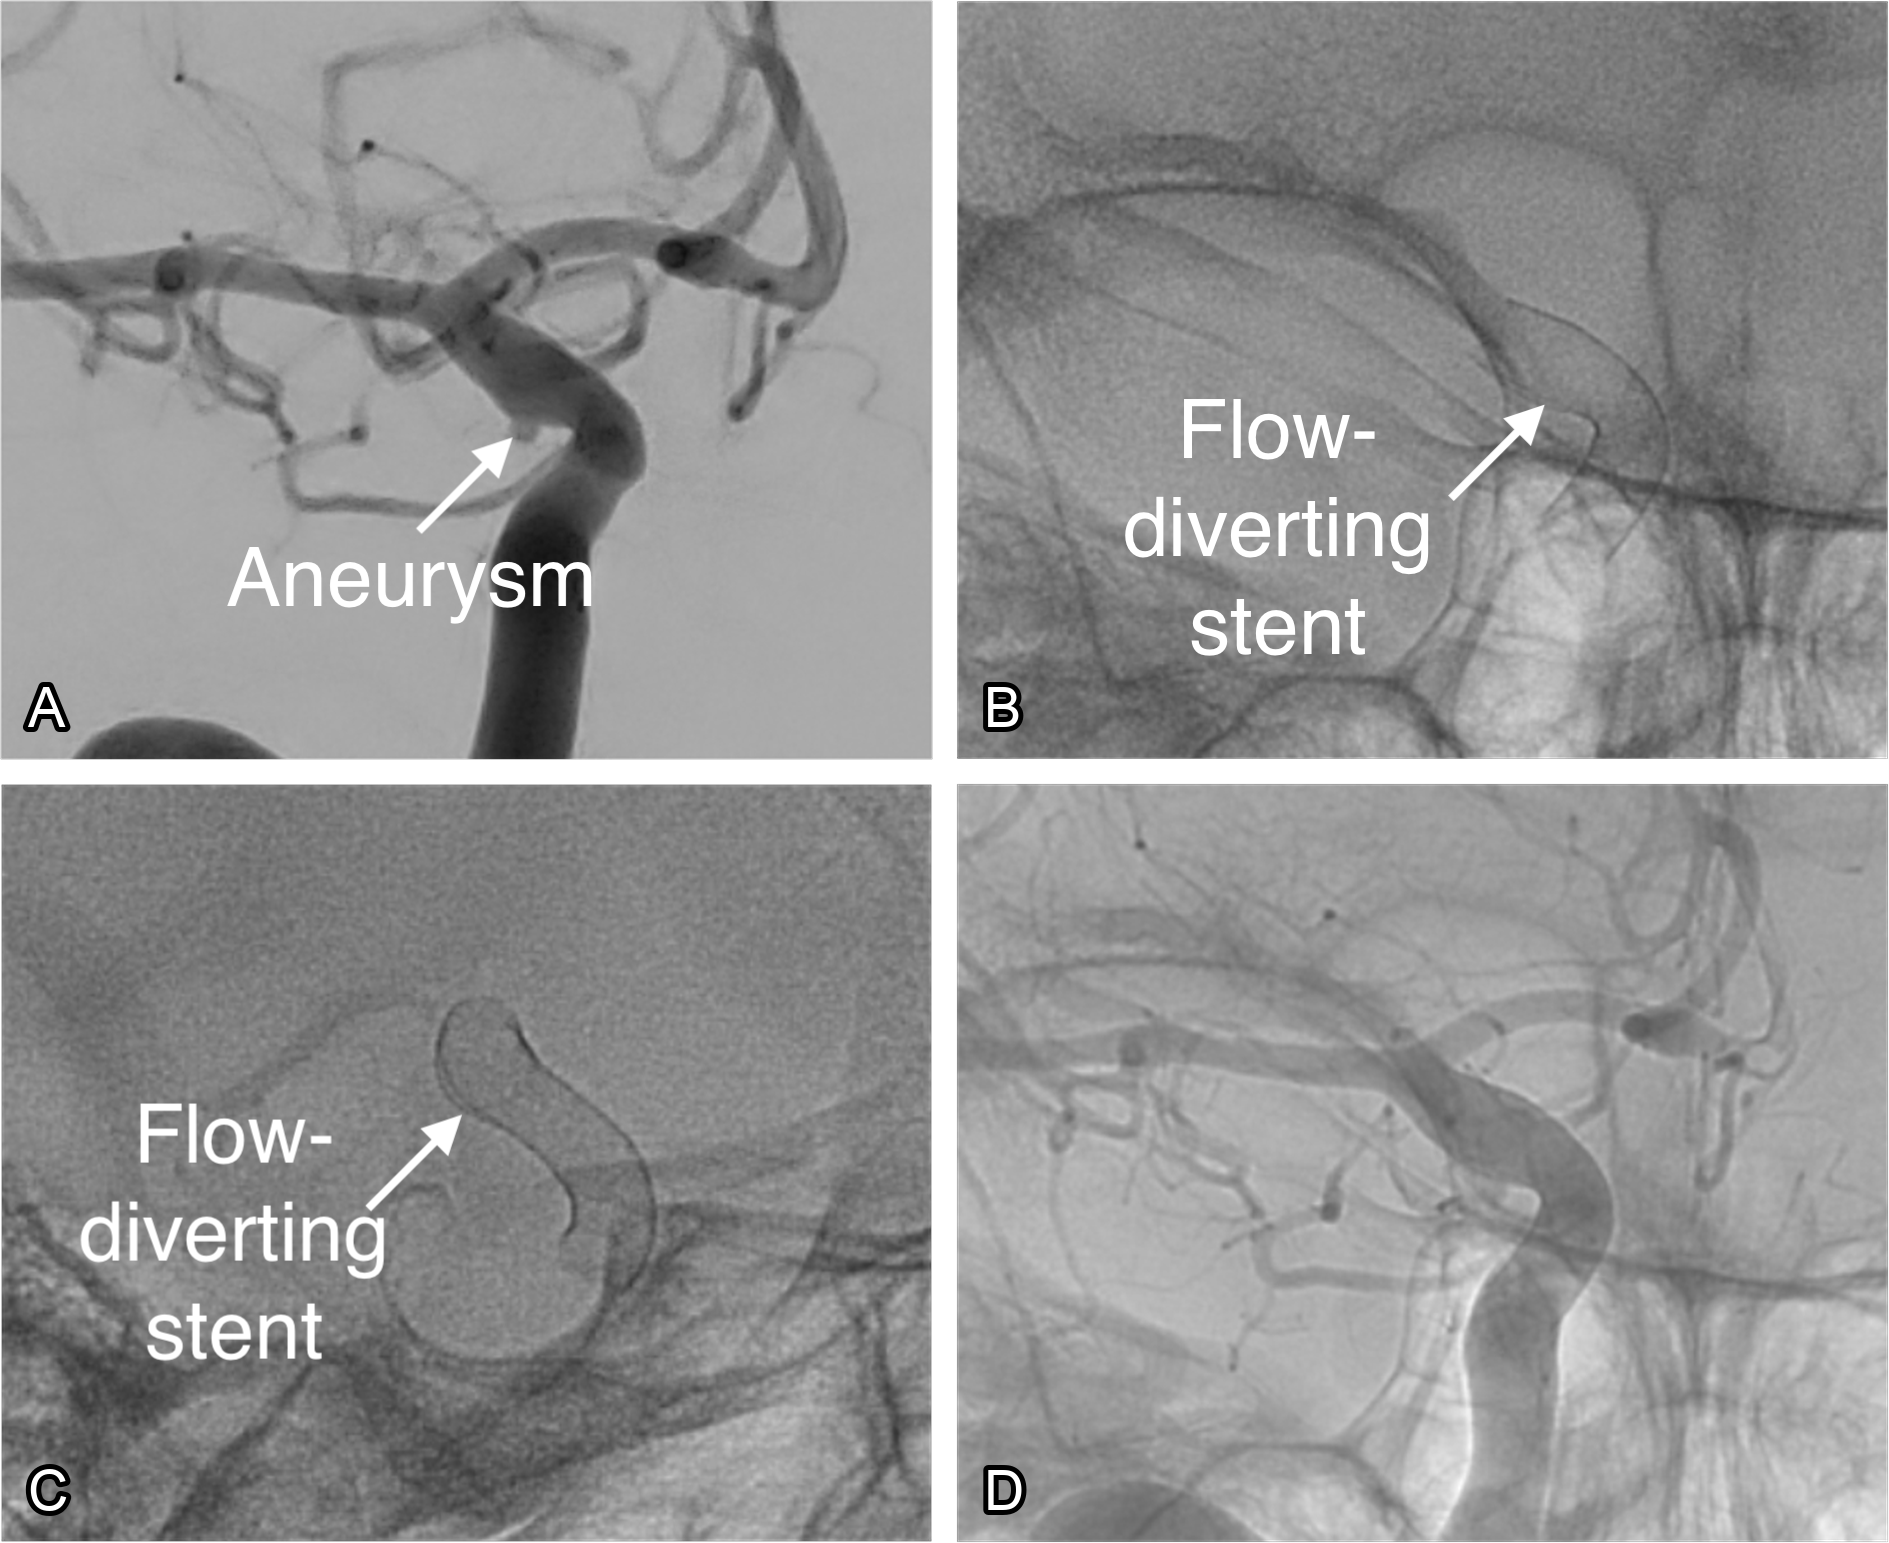 Aneurysm
A
Flow-
diverting
stent
B
Flow-
diverting
stent
C
D